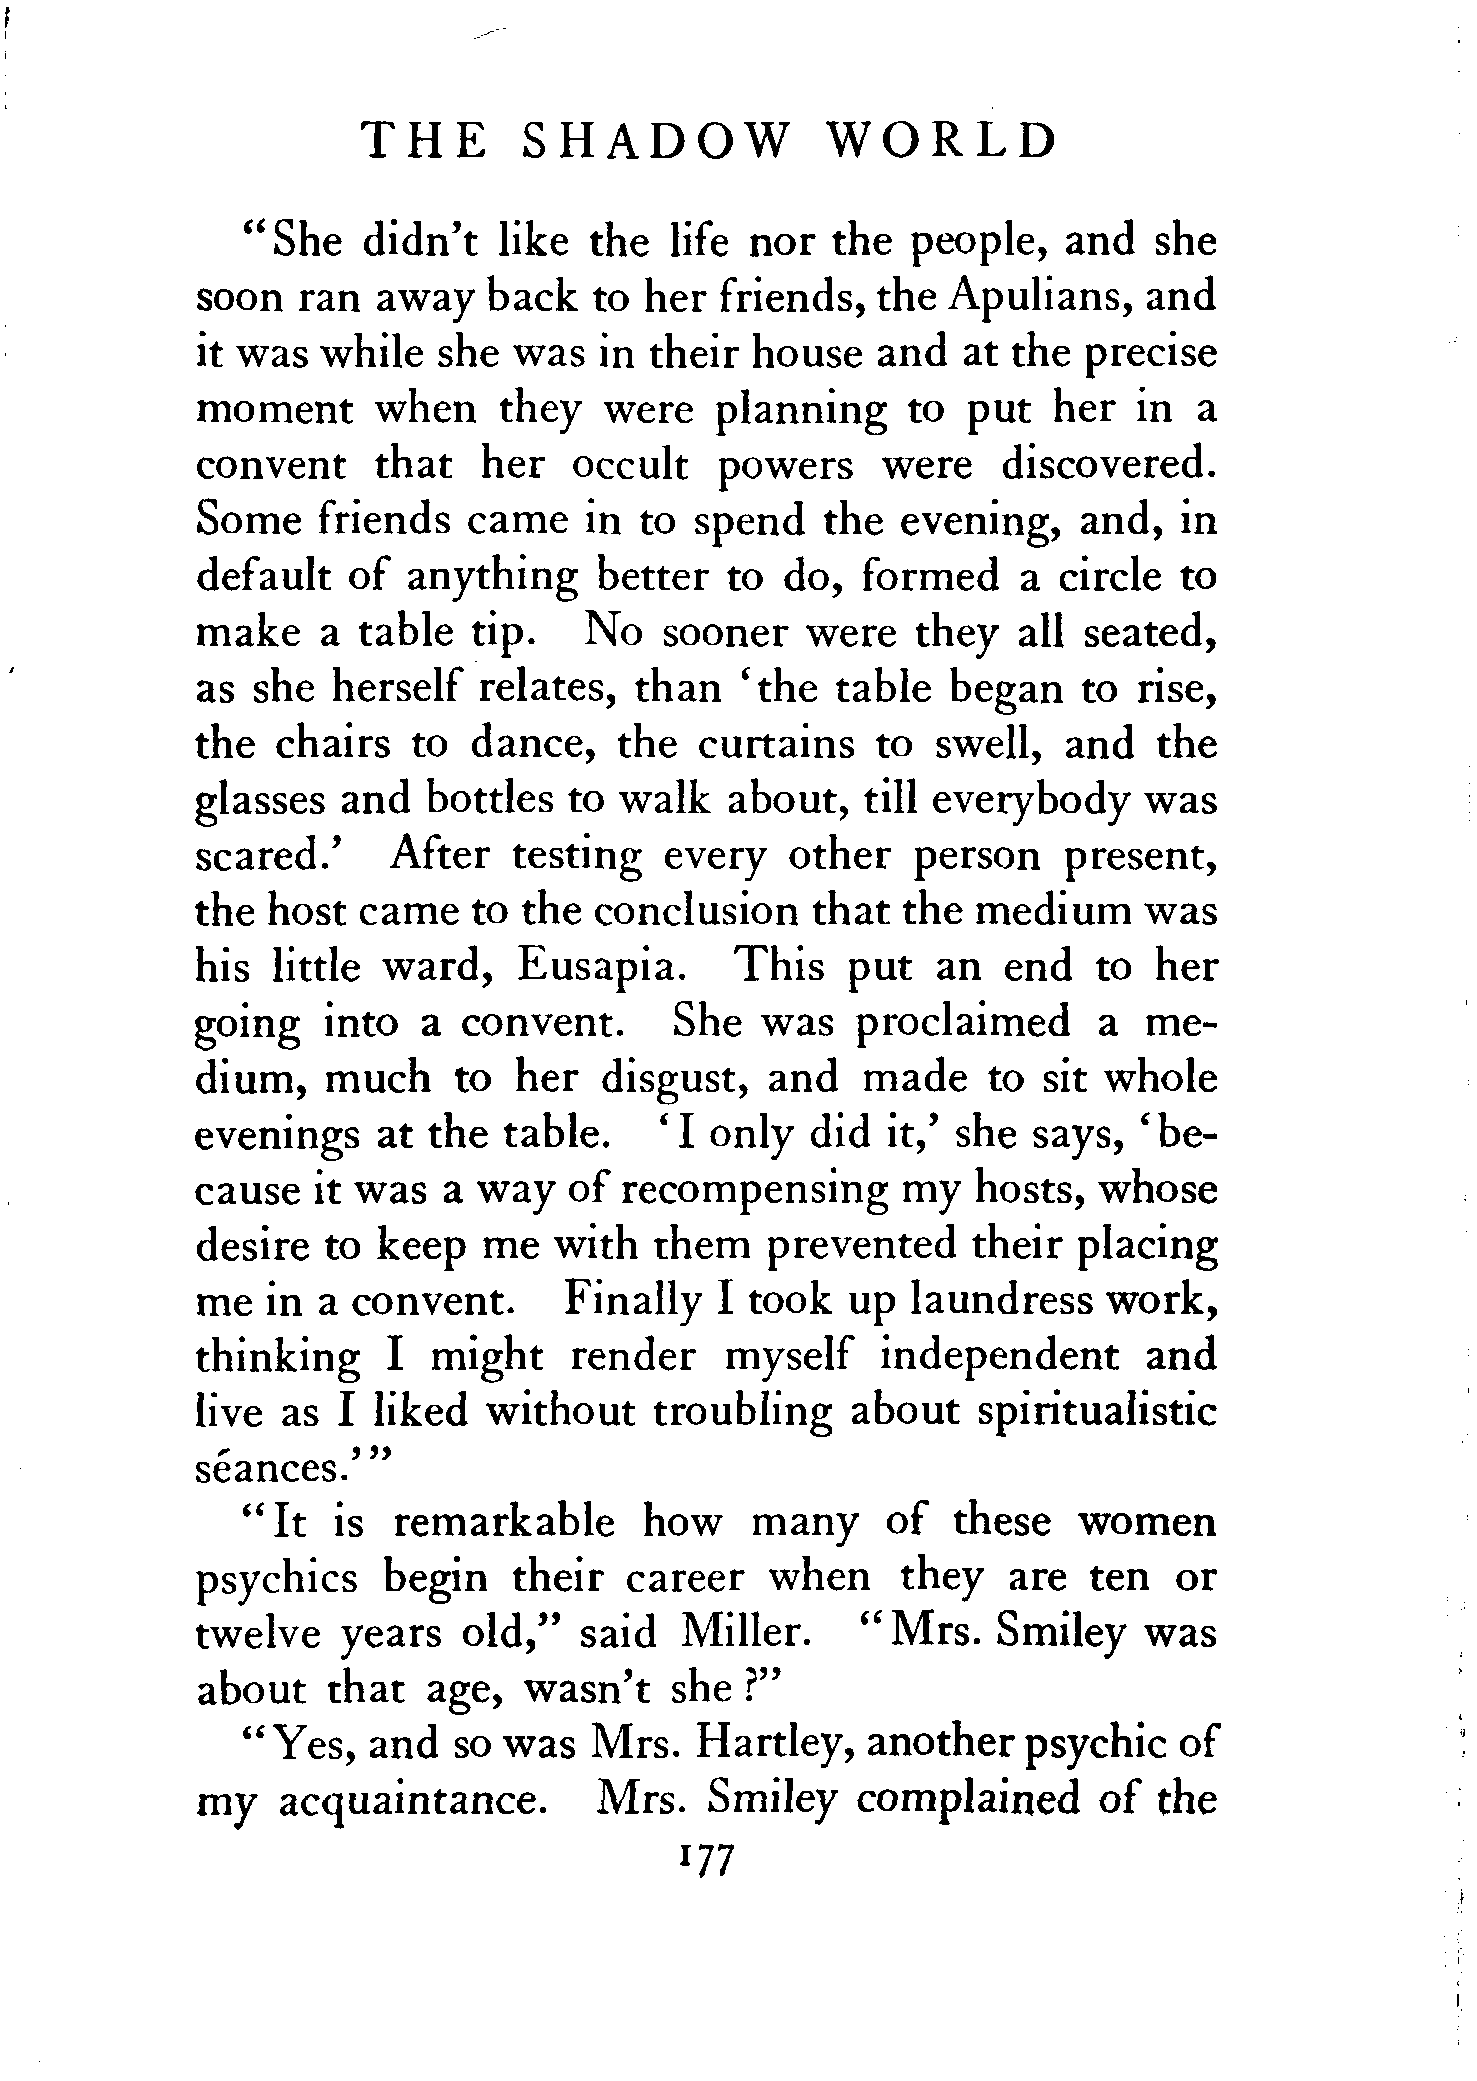 THE SHADOW WORLD
“She didn't like the life nor the people, and she
soon ran away back to her friends, the Apulians, and
it was while she was in their house and at the precise
moment when they were planning to put her in a
convent that her occult powers were discovered.
Some friends came in to spend the evening, and, in
default of anything better to do, formed a circle to
make a table tip. No sooner were they all seated,
as she herself relates, than ‘the table began to rise,
the chairs to dance, the curtains to swell, and the
glasses and bottles to walk about, till everybody was
scared.’ After testing every other person present,
the host came to the conclusion that the medium was
his little ward, Eusapia. This put an end to her
going into a convent. She was proclaimed a me-
dium, much to her disgust, and made to sit whole
evenings at the table. ‘I only did it,’ she says, ‘be-
cause it was a way of recompensing my hosts, whose
desire to keep me with them prevented their placing
me in a convent. Finally I took up laundress work,
thinking I might render myself independent and
live as I liked without troubling about spiritualistic
séances.’”
“It is remarkable how many of these women
psychics begin their career when they are ten or
twelve years old,” said Miller. “Mrs. Smiley was
about that age, wasn't she?”
“Yes, and so was Mrs. Hartley, another psychic of
my acquaintance. Mrs. Smiley complained of the
177